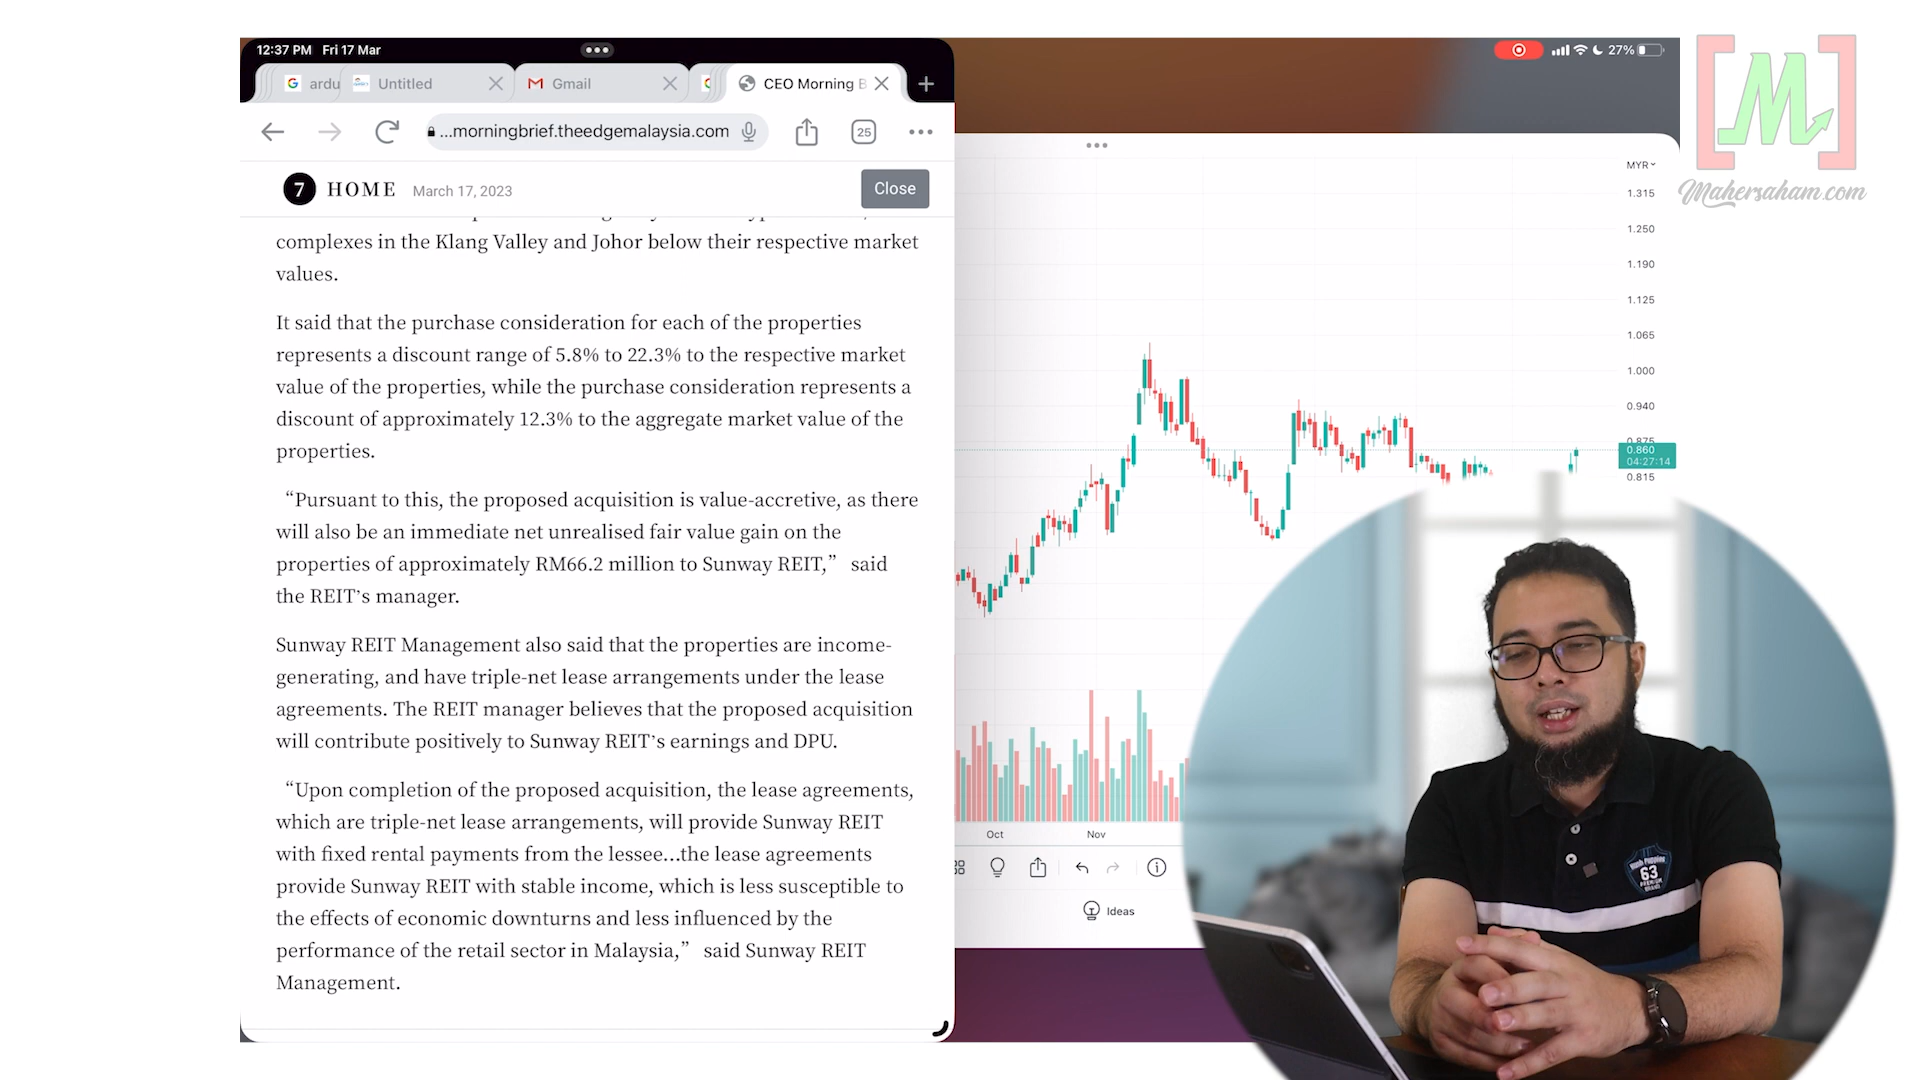 12:37 PM Fri 17 Mar
27%
ardu
Untitled
Gmail
CEO Morning B
...morningbrief.theedgemalaysia.com
25
7 HOME March 17, 2023
Close
complexes in the Klang Valley and Johor below their respective market
values.
It said that the purchase consideration for each of the properties
represents a discount range of 5.8% to 22.3% to the respective market
value of the properties, while the purchase consideration represents a
discount of approximately 12.3% to the aggregate market value of the
properties.
“Pursuant to this, the proposed acquisition is value-accretive, as there
will also be an immediate net unrealised fair value gain on the
properties of approximately RM66.2 million to Sunway REIT,” said
the REIT’s manager.
Sunway REIT Management also said that the properties are income-
generating, and have triple-net lease arrangements under the lease
agreements. The REIT manager believes that the proposed acquisition
will contribute positively to Sunway REIT’s earnings and DPU.
“Upon completion of the proposed acquisition, the lease agreements,
which are triple-net lease arrangements, will provide Sunway REIT
with fixed rental payments from the lessee...the lease agreements
provide Sunway REIT with stable income, which is less susceptible to
the effects of economic downturns and less influenced by the
performance of the retail sector in Malaysia,” said Sunway REIT
Management.
MYR
1.315
1.250
1.190
1.125
1.065
1.000
0.940
0.875
0.860
04:27:14
0.815
Oct
Nov
Ideas
M
Mahersaham.com
63